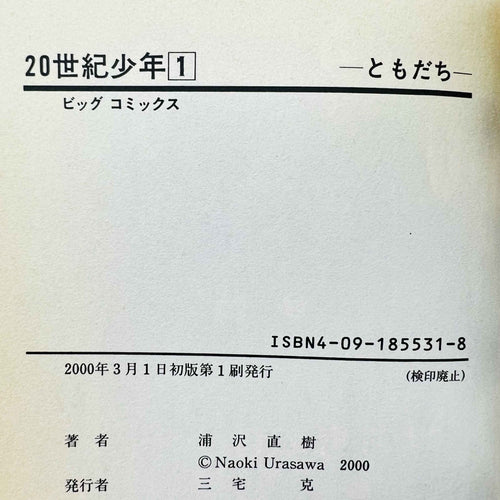 20世紀少年1 ―ともだち―
ビッグ コミックス
ISBN4-09-185531-8
2000年3月1日初版第1刷発行 (検印廃止)
著者 浦沢直樹
©Naoki Urasawa 2000
発行者 三宅克